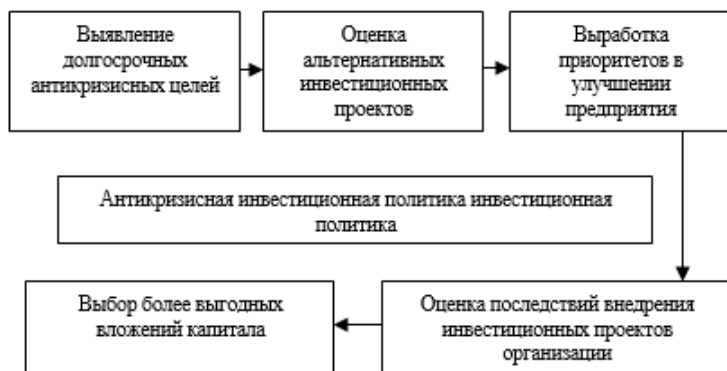 Выявление
долгосрочных
антикризисных целей
Оценка
альтернативных
инвестиционных
проектов
Выработка
приоритетов в
улучшении
предприятия
Антикризисная инвестиционная политика инвестиционная
политика
Выбор более выгодных
вложений капитала
Оценка последствий внедрения
инвестиционных проектов
организации